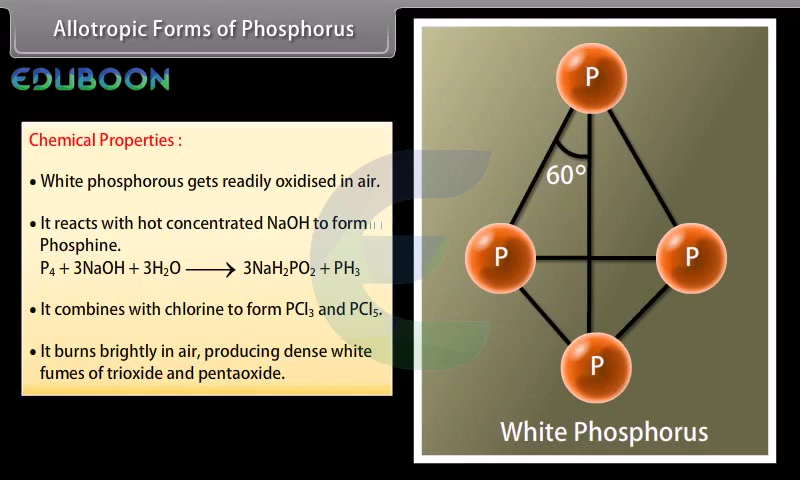 Allotropic Forms of Phosphorus
EDUBOON
Chemical Properties :
• White phosphorous gets readily oxidised in air.
• It reacts with hot concentrated NaOH to form
Phosphine.
P₄ + 3NaOH + 3H₂O ⟶ 3NaH₂PO₂ + PH₃
• It combines with chlorine to form PCl₃ and PCl₅.
• It burns brightly in air, producing dense white
fumes of trioxide and pentaoxide.
P
60°
P P
P
White Phosphorus